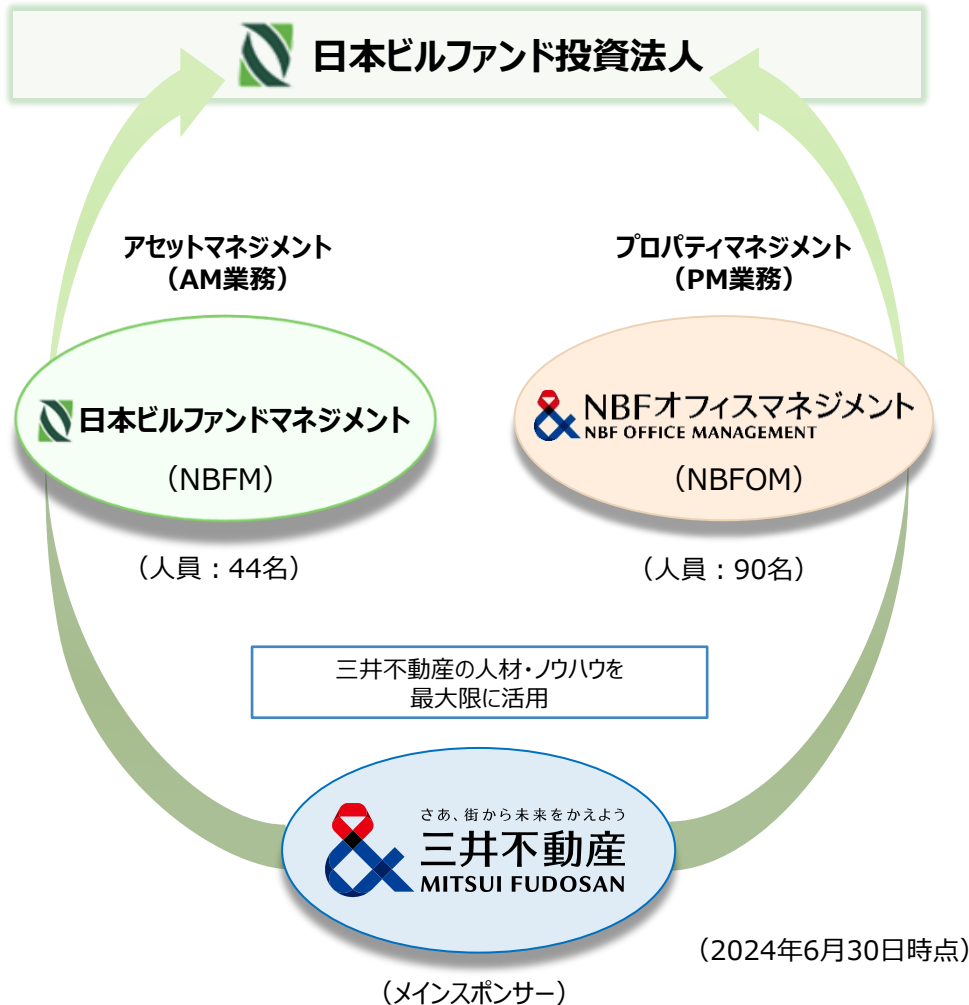 日本ビルファンド投資法人
アセットマネジメント
（AM業務）
プロパティマネジメント
（PM業務）
日本ビルファンドマネジメント
（NBFM）
（人員：44名）
NBFオフィスマネジメント
NBF OFFICE MANAGEMENT
（NBFOM）
（人員：90名）
三井不動産の人材・ノウハウを
最大限に活用
さあ、街から未来をかえよう
三井不動産
MITSUI FUDOSAN
（2024年6月30日時点）
（メインスポンサー）